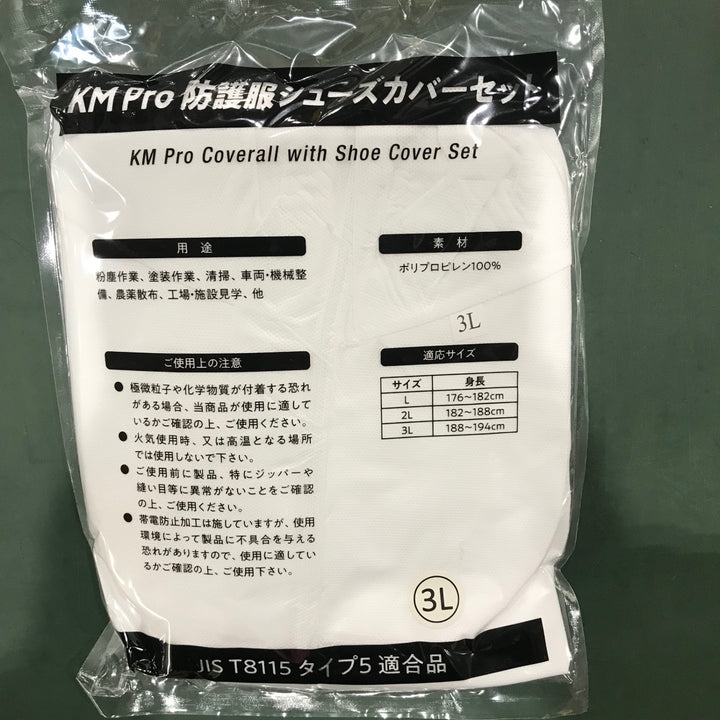 KM Pro 防護服シューズカバーセット
KM Pro Coverall with Shoe Cover Set
用途
粉塵作業、塗装作業、清掃、車両・機械整
備、農薬散布、工場・施設見学、他
素材
ポリプロピレン100%
3L
適応サイズ
サイズ 身長
L 176~182cm
2L 182~188cm
3L 188~194cm
ご使用上の注意
● 極微粒子や化学物質が付着する恐れ
がある場合、当商品が使用に適して
いるかご確認の上、ご使用ください。
● 火気使用時、又は高温となる場所
では使用しないで下さい。
● ご使用前に製品、特にジッパーや
縫い目等に異常がないことをご確認
の上、ご使用ください。
● 帯電防止加工は施していますが、使用
環境によって製品に不具合を与える
恐れがありますので、使用に適してい
るかご確認の上、ご使用下さい。
3L
JIS T8115 タイプ5 適合品